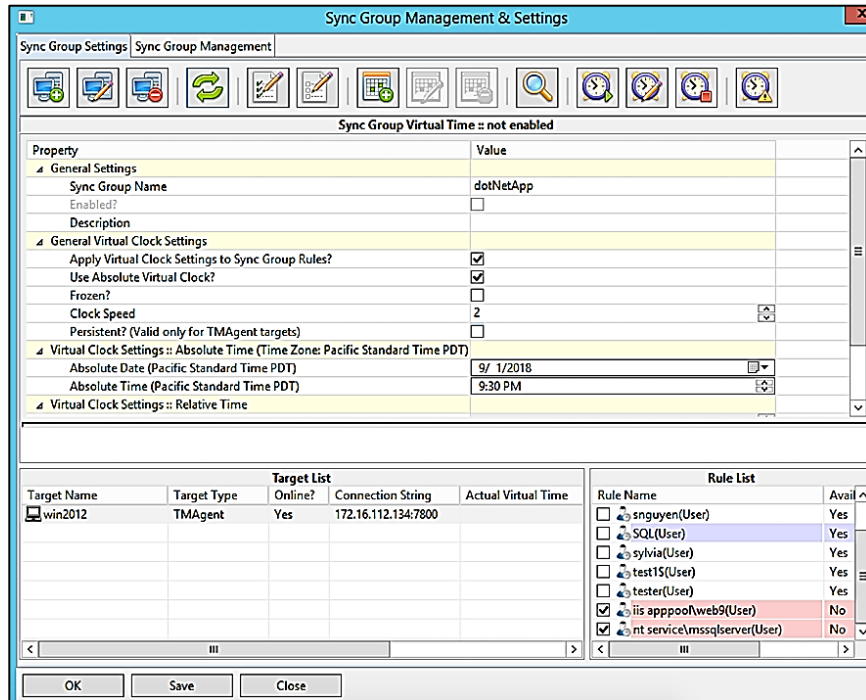 Sync Group Management & Settings
Sync Group Settings
Sync Group Management
Sync Group Virtual Time :: not enabled
Property Value
General Settings
Sync Group Name dotNetApp
Enabled?
Description
General Virtual Clock Settings
Apply Virtual Clock Settings to Sync Group Rules?
Use Absolute Virtual Clock?
Frozen?
Clock Speed 2
Persistent? (Valid only for TMAgent targets)
Virtual Clock Settings :: Absolute Time (Time Zone: Pacific Standard Time PDT)
Absolute Date (Pacific Standard Time PDT) 9/ 1/2018
Absolute Time (Pacific Standard Time PDT) 9:30 PM
Virtual Clock Settings :: Relative Time
Target List
Target Name Target Type Online? Connection String Actual Virtual Time
win2012 TMAgent Yes 172.16.112.134:7800
Rule List
Rule Name Avail
snguyen(User) Yes
SQL(User) Yes
sylvia(User) Yes
test1$(User) Yes
tester(User) Yes
iis apppool\web9(User) No
nt service\mssqlserver(User) No
OK Save Close